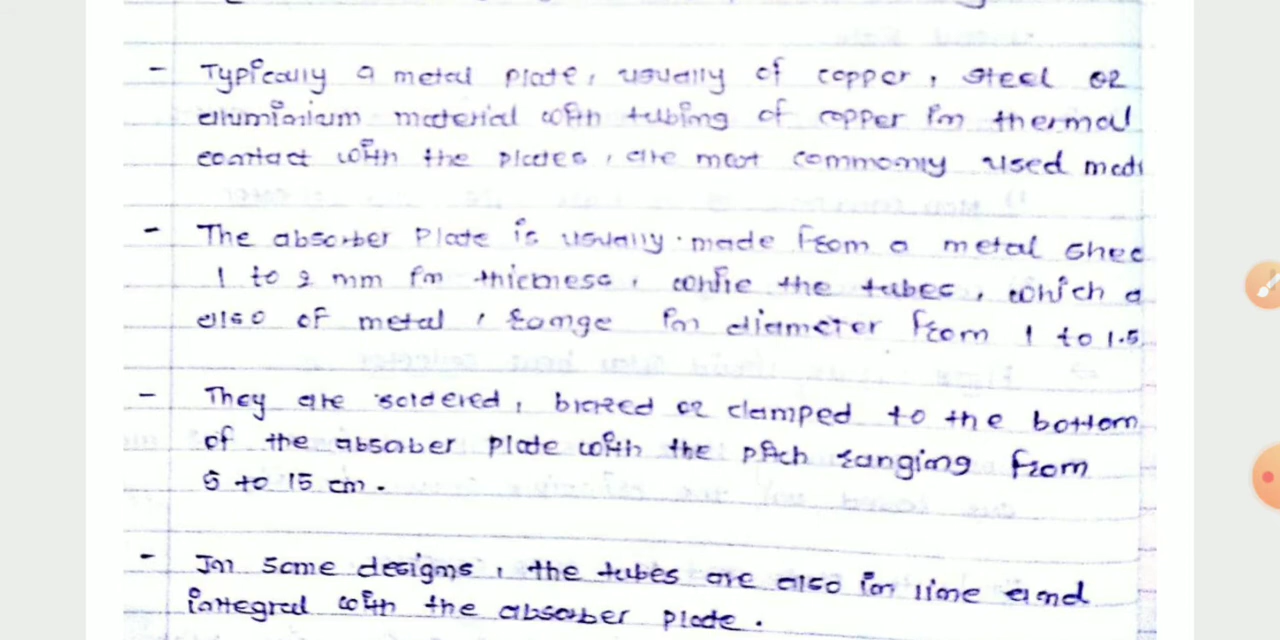 - Typically a metal plate, usually of copper, steel or
aluminium material with tubing of copper in thermal
contact with the plates, are most commonly used
- The absorber plate is usually made from a metal shee
1 to 2 mm in thickness, while the tubes, which a
also of metal, range in diameter from 1 to 1.5
- They are soldered, brazed or clamped to the bottom
of the absorber plate with the pitch ranging from
5 to 15 cm.
- In some designs, the tubes are also in line and
integral with the absorber plate.